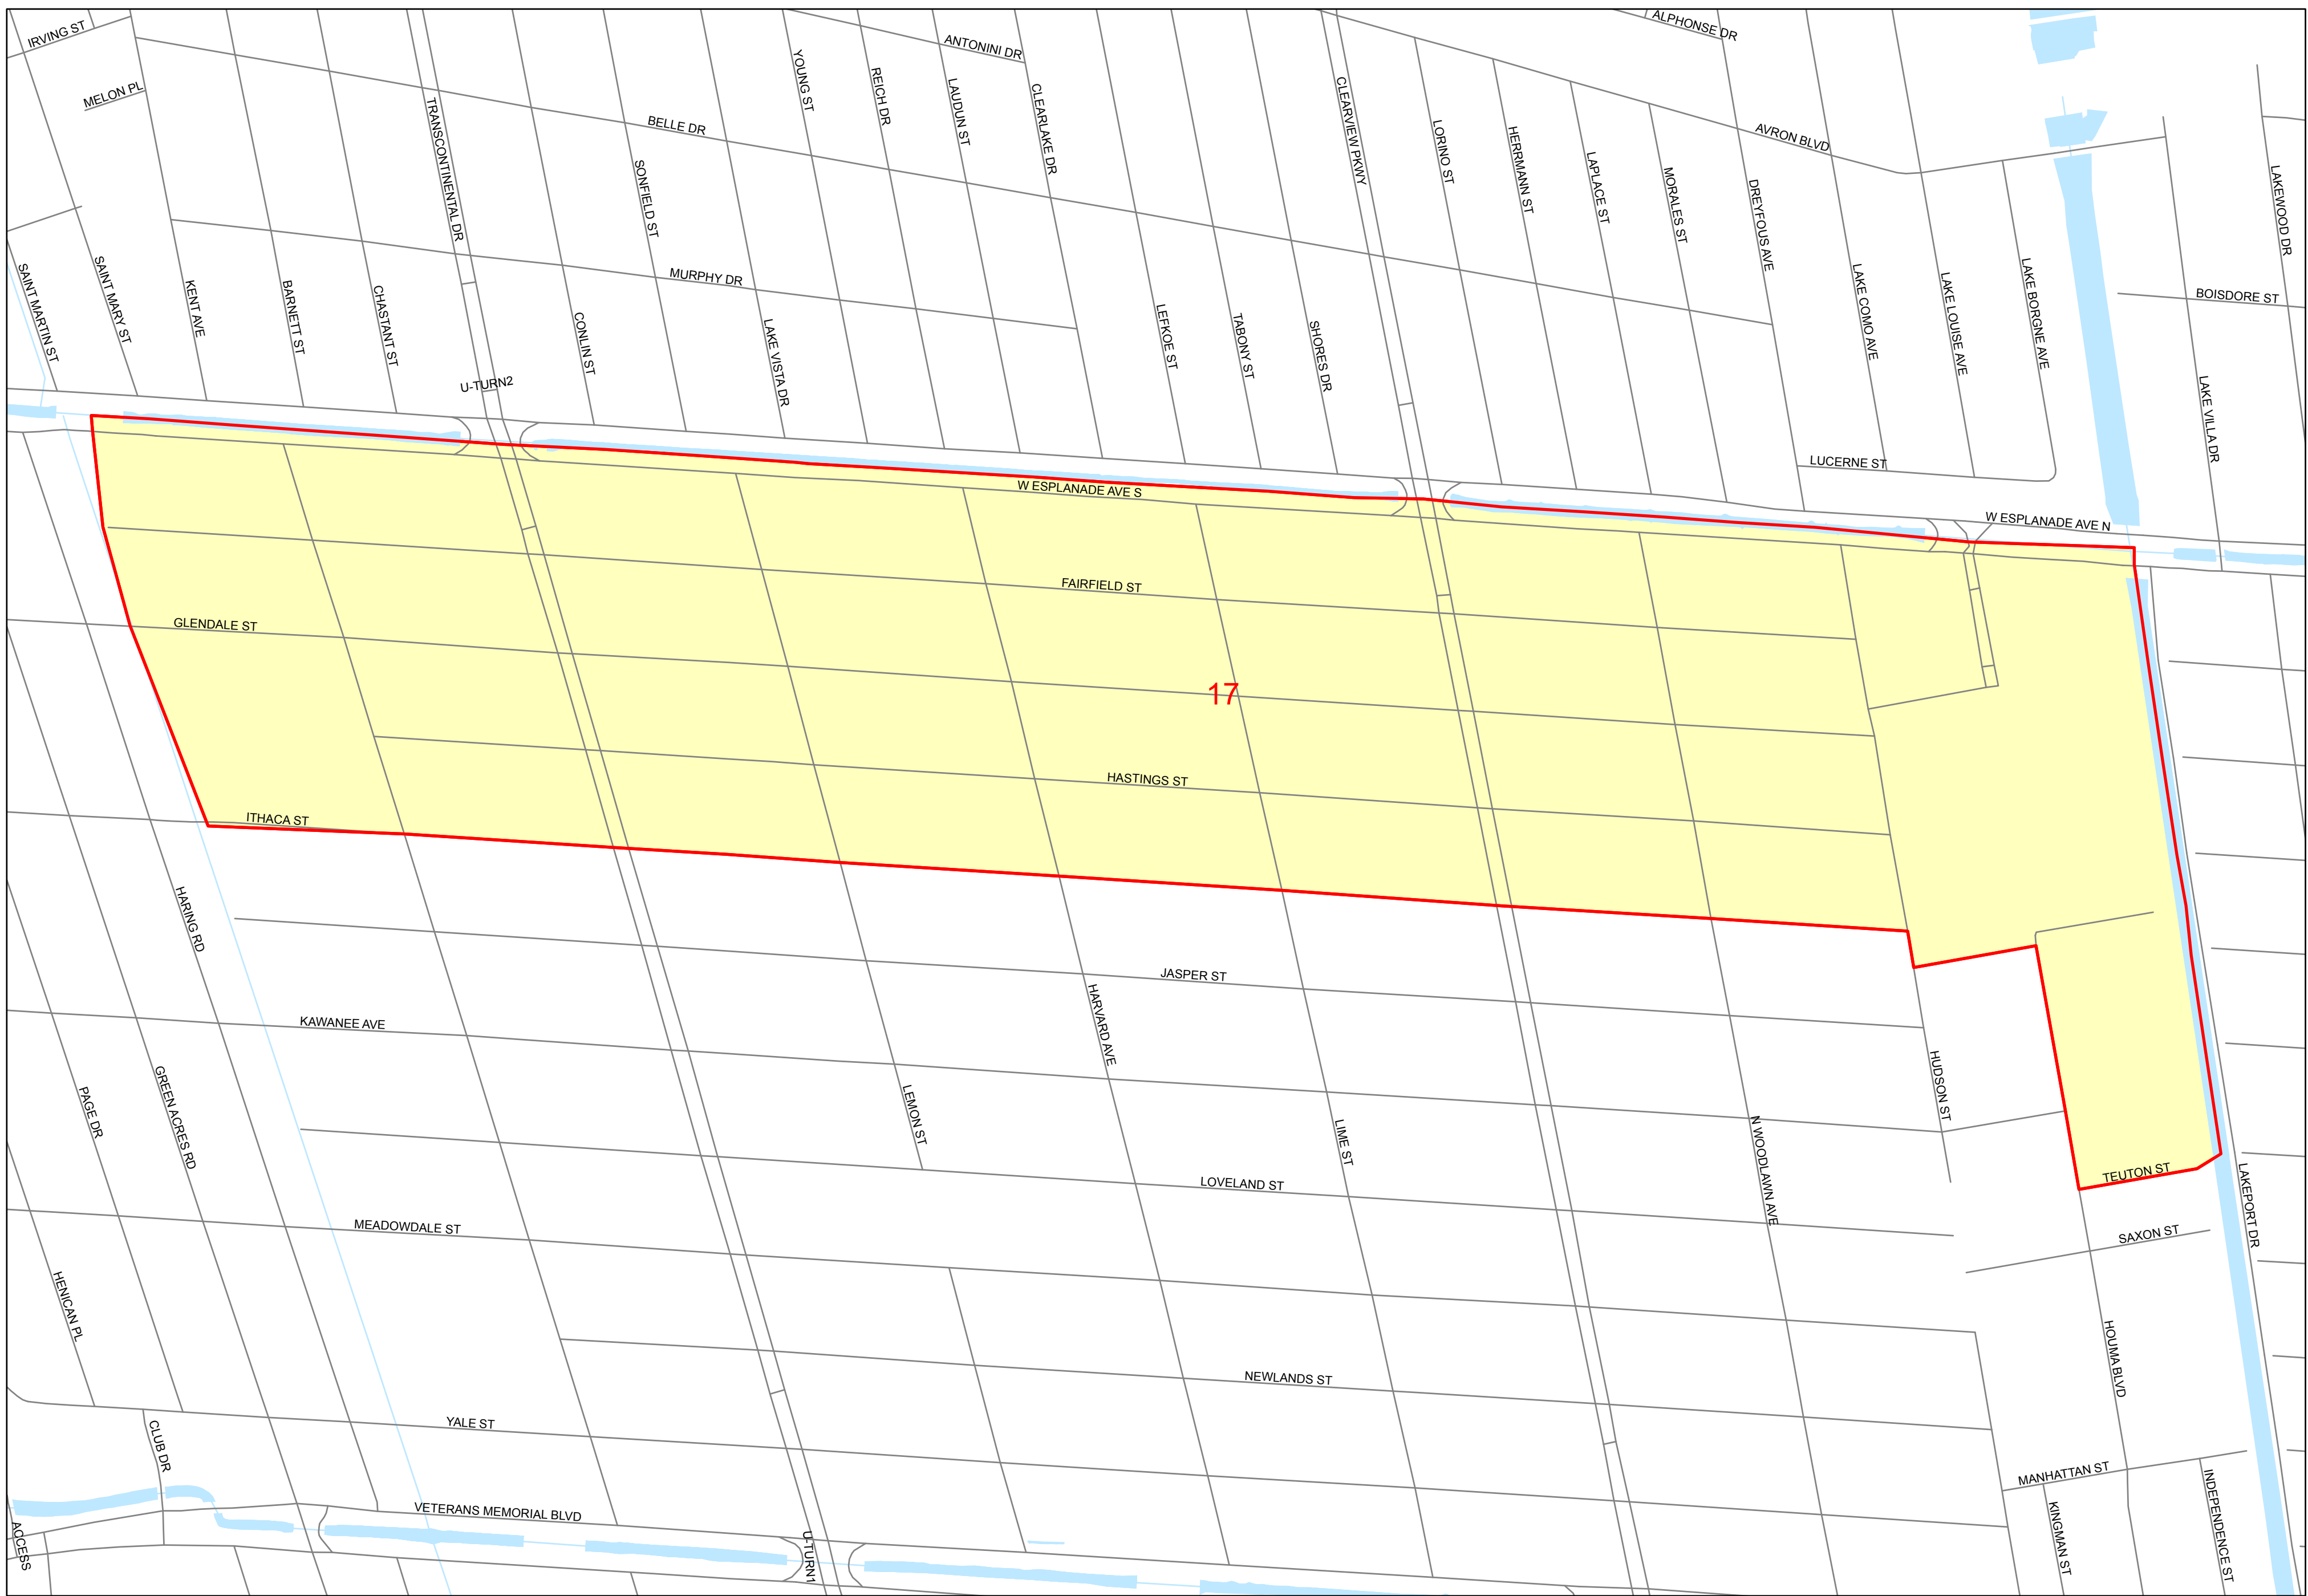 IRVING ST
MELON PL
ANTONINI DR
ALPHONSE DR
YOUNG ST
REICH DR
LAUDUN ST
CLEARLAKE DR
CLEARVIEW PKWY
TRANSCONTINENTAL DR
BELLE DR
AVRON BLVD
LORINO ST
HERRMANN ST
LAPLACE ST
MORALES ST
DREYFOUS AVE
LAKEWOOD DR
SONFIELD ST
SAINT MARTIN ST
SAINT MARY ST
KENT AVE
BARNETT ST
CHASTANT ST
MURPHY DR
CONLIN ST
LAKE VISTA DR
LEFKOE ST
TABONY ST
SHORES DR
LAKE COMO AVE
LAKE LOUISE AVE
LAKE BORGNE AVE
BOISDORE ST
U-TURN2
LAKE VILLA DR
LUCERNE ST
W ESPLANADE AVE S
W ESPLANADE AVE N
FAIRFIELD ST
GLENDALE ST
17
HASTINGS ST
ITHACA ST
HARING RD
JASPER ST
HARVARD AVE
KAWANEE AVE
HUDSON ST
PAGE DR
GREEN ACRES RD
LEMON ST
LIME ST
N WOODLAWN AVE
TEUTON ST
LOVELAND ST
LAKEPORT DR
MEADOWDALE ST
SAXON ST
HENICAN PL
HOUMA BLVD
NEWLANDS ST
YALE ST
CLUB DR
MANHATTAN ST
INDEPENDENCE ST
KINGMAN ST
VETERANS MEMORIAL BLVD
ACCESS
U-TURN1